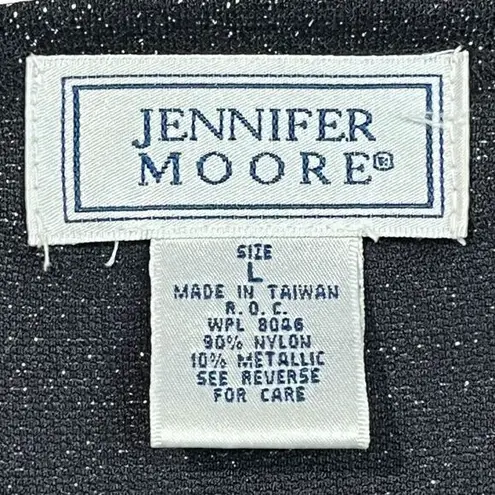 JENNIFER
MOORE®
SIZE
L
MADE IN TAIWAN
R.O.C.
WPL 8046
90% NYLON
10% METALLIC
SEE REVERSE
FOR CARE